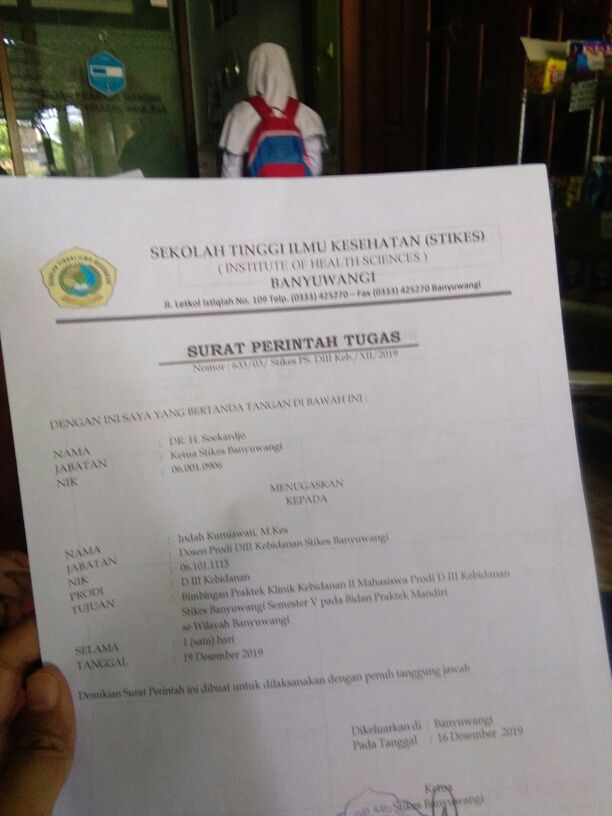 SEKOLAH TINGGI ILMU KESEHATAN (STIKES)
( INSTITUTE OF HEALTH SCIENCES )
BANYUWANGI
Jl. Letkol Istiqlah No. 109 Telp. (0333) 425270 – Fax (0333) 425270 Banyuwangi
SURAT PERINTAH TUGAS
Nomor : 633/03/ Stikes PS. DIII Keb./XII/2019
DENGAN INI SAYA YANG BERTANDA TANGAN DI BAWAH INI :
NAMA : DR. H. Soekardjo
JABATAN : Ketua Stikes Banyuwangi
NIK : 06.001.0906
MENUGASKAN
KEPADA
NAMA : Indah Kurniawati, M.Kes
JABATAN : Dosen Prodi DIII Kebidanan Stikes Banyuwangi
NIK : 06.101.1115
PRODI : D.III Kebidanan
TUJUAN : Bimbingan Praktek Klinik Kebidanan II Mahasiswa Prodi D III Kebidanan
Stikes Banyuwangi Semester V pada Bidan Praktek Mandiri
se Wilayah Banyuwangi
SELAMA : 1 (satu) hari
TANGGAL : 19 Desember 2019
Demikian Surat Perintah ini dibuat untuk dilaksanakan dengan penuh tanggung jawab
Dikeluarkan di : Banyuwangi
Pada Tanggal : 16 Desember 2019
Ketua
Stikes Banyuwangi